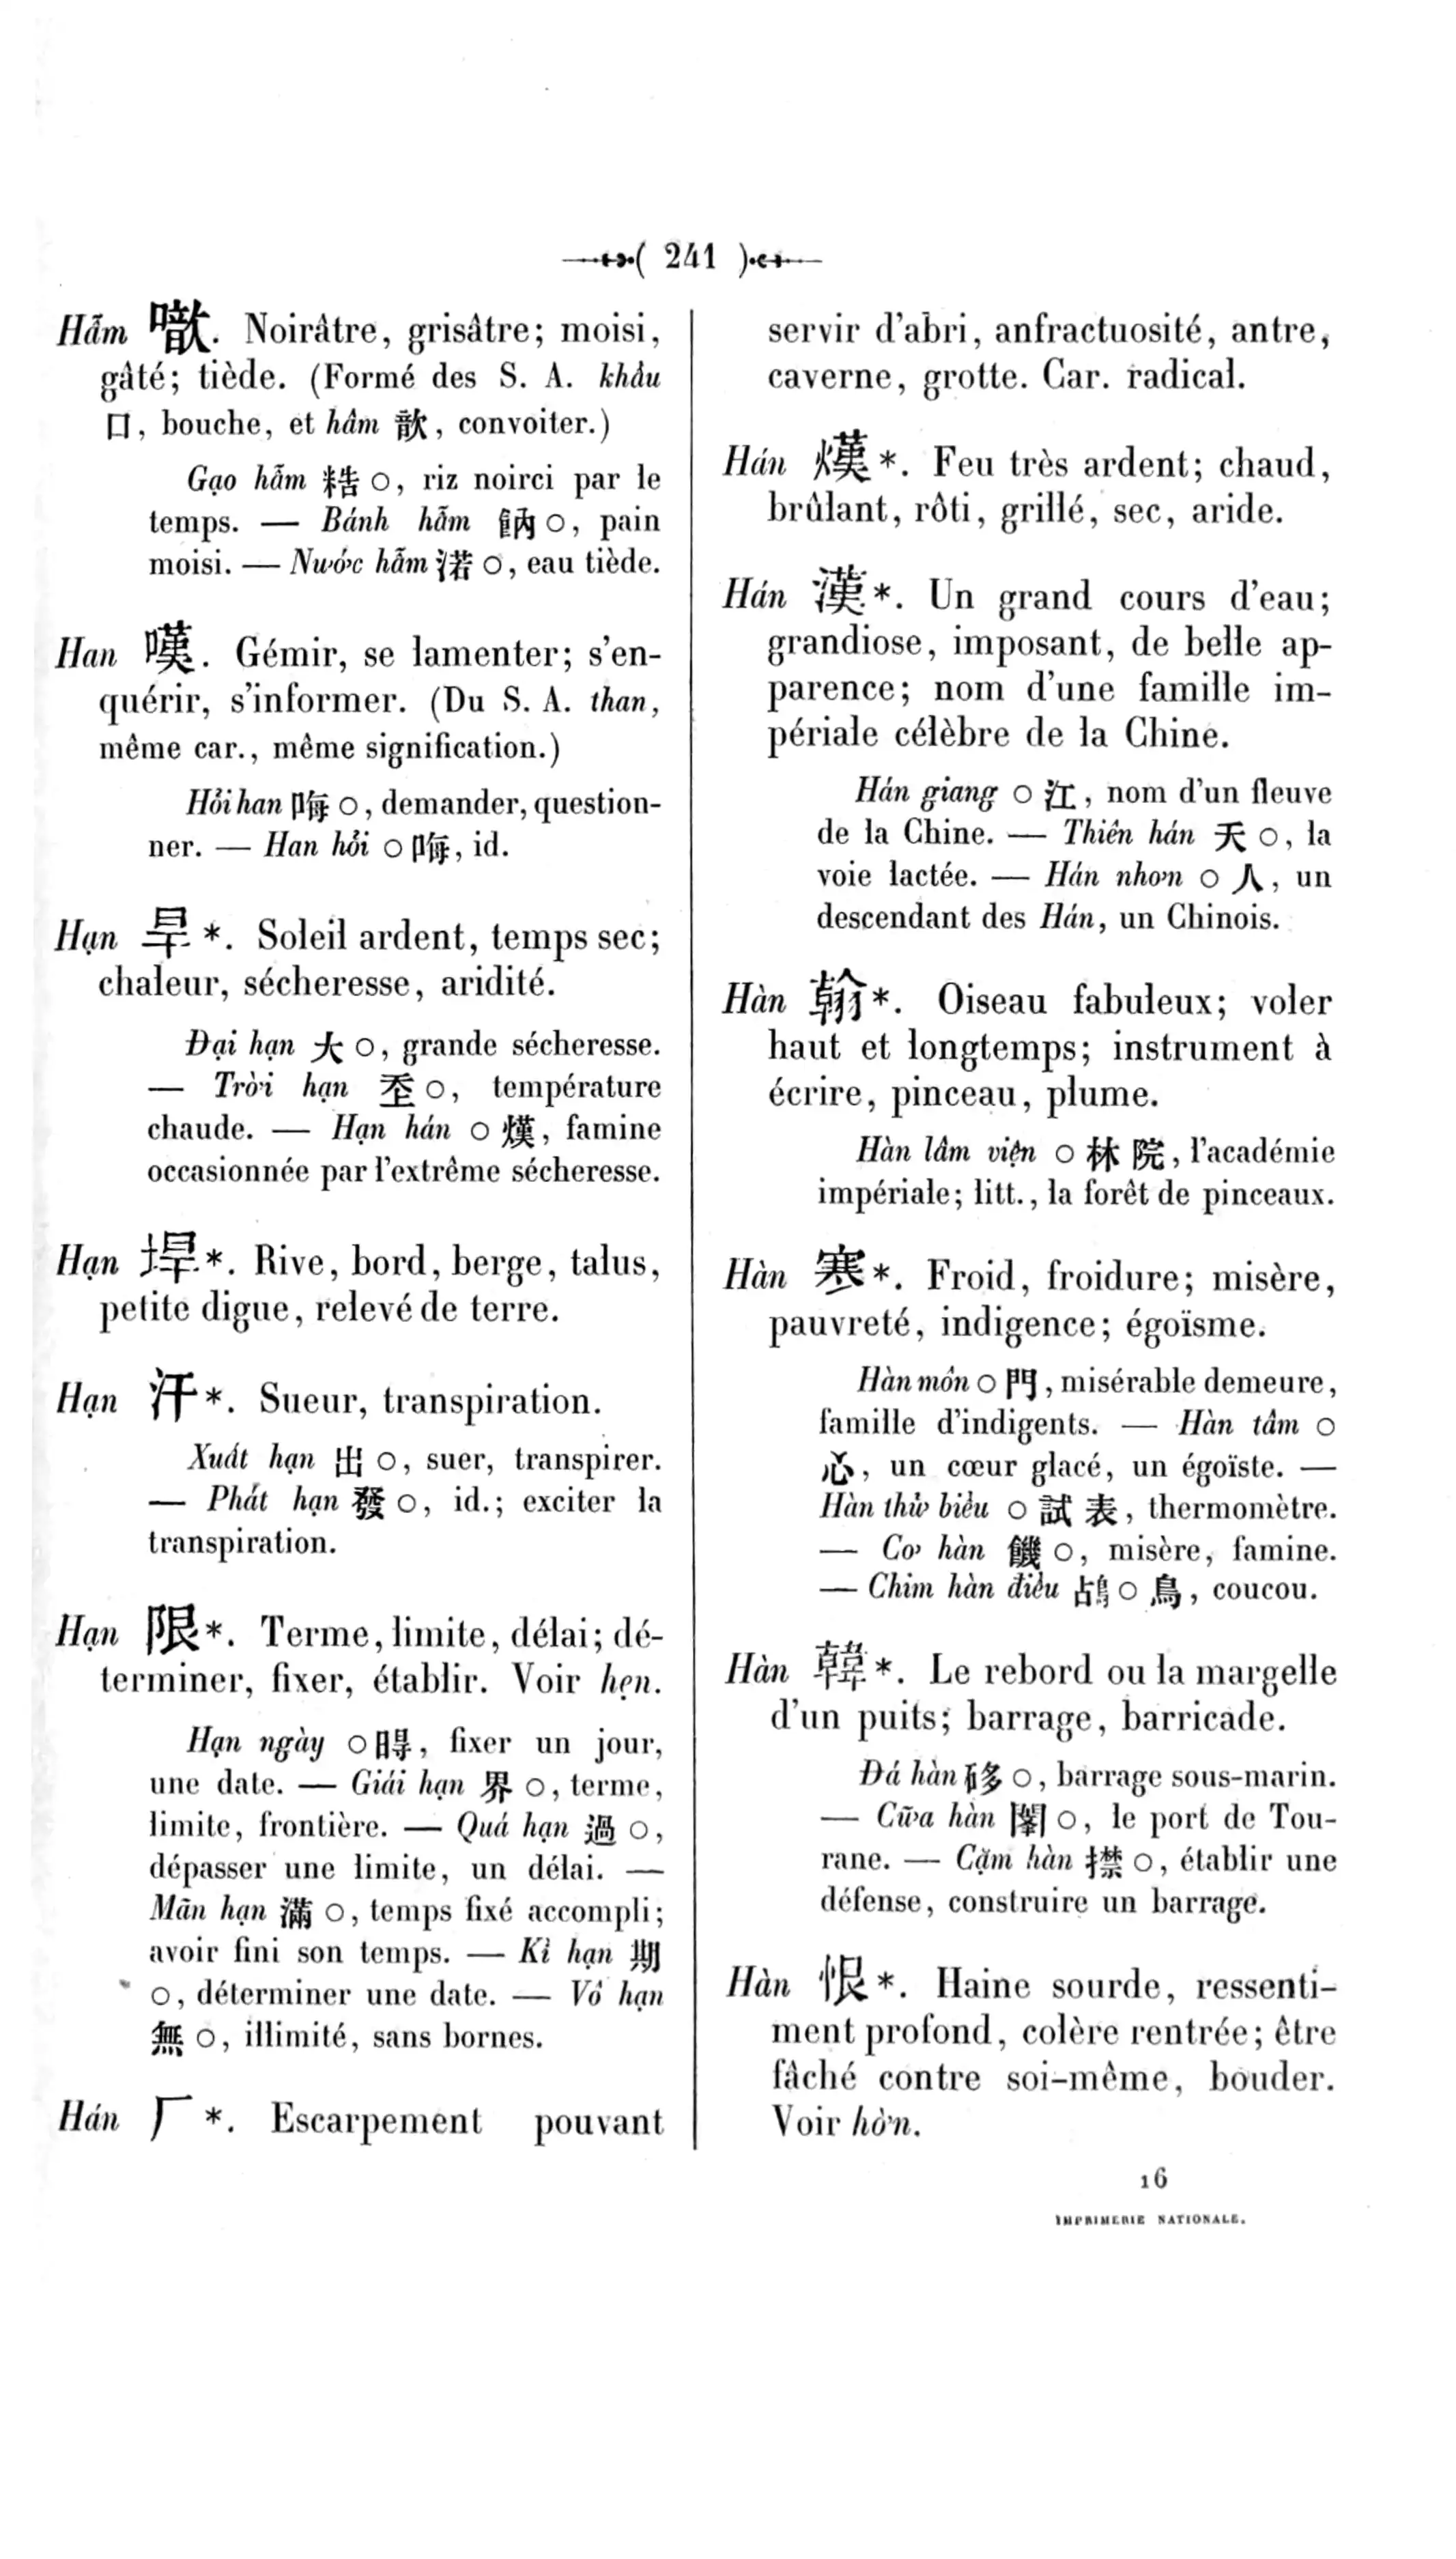 ( 241 )
Hẫm 㘕. Noirâtre, grisâtre; moisi,
gâté; tiède. (Formé des S. A. khẩu
口, bouche, et hâm 歆, convoiter.)
Gạo hẫm 𥻟 ○, riz noirci par le
temps. — Bánh hẫm 䬳 ○, pain
moisi. — Nước hẫm 渃 ○, eau tiède.
Han 嘆. Gémir, se lamenter; s'en-
quérir, s'informer. (Du S. A. than,
même car., même signification.)
Hỏi han 𠳨 ○, demander, question-
ner. — Han hỏi ○ 𠳨, id.
Hạn 旱 *. Soleil ardent, temps sec;
chaleur, sécheresse, aridité.
Đại hạn 大 ○, grande sécheresse.
— Trời hạn 𡗶 ○, température
chaude. — Hạn hán ○ 熯, famine
occasionnée par l'extrême sécheresse.
Hạn 垾 *. Rive, bord, berge, talus,
petite digue, relevé de terre.
Hạn 汗 *. Sueur, transpiration.
Xuất hạn 出 ○, suer, transpirer.
— Phát hạn 發 ○, id.; exciter la
transpiration.
Hạn 限 *. Terme, limite, délai; dé-
terminer, fixer, établir. Voir hẹn.
Hạn ngày ○ 㝵, fixer un jour,
une date. — Giái hạn 界 ○, terme,
limite, frontière. — Quá hạn 過 ○,
dépasser une limite, un délai. —
Mãn hạn 滿 ○, temps fixé accompli;
avoir fini son temps. — Kì hạn 期
○, déterminer une date. — Vô hạn
無 ○, illimité, sans bornes.
Hán 厂 *. Escarpement pouvant
servir d'abri, anfractuosité, antre,
caverne, grotte. Car. radical.
Hán 熯 *. Feu très ardent; chaud,
brûlant, rôti, grillé, sec, aride.
Hán 漢 *. Un grand cours d'eau;
grandiose, imposant, de belle ap-
parence; nom d'une famille im-
périale célèbre de la Chine.
Hán giang ○ 江, nom d'un fleuve
de la Chine. — Thiên hán 天 ○, la
voie lactée. — Hán nhơn ○ 人, un
descendant des Hán, un Chinois.
Hàn 翰 *. Oiseau fabuleux; voler
haut et longtemps; instrument à
écrire, pinceau, plume.
Hàn lâm viện ○ 林 院, l'académie
impériale; litt., la forêt de pinceaux.
Hàn 寒 *. Froid, froidure; misère,
pauvreté, indigence; égoïsme.
Hàn môn ○ 門, misérable demeure,
famille d'indigents. — Hàn tâm ○
心, un cœur glacé, un égoïste. —
Hàn thử biểu ○ 試 表, thermomètre.
— Cơ hàn 饑 ○, misère, famine.
— Chim hàn điểu 鴣 ○ 鳥, coucou.
Hàn 韓 *. Le rebord ou la margelle
d'un puits; barrage, barricade.
Đá hàn 𥒥 ○, barrage sous-marin.
— Cữa hàn ○, le port de Tou-
rane. — Cặm hàn 㩒 ○, établir une
défense, construire un barrage.
Hàn 恨 *. Haine sourde, ressenti-
ment profond, colère rentrée; être
fâché contre soi-même, bouder.
Voir hờn.
16
IMPRIMERIE NATIONALE.